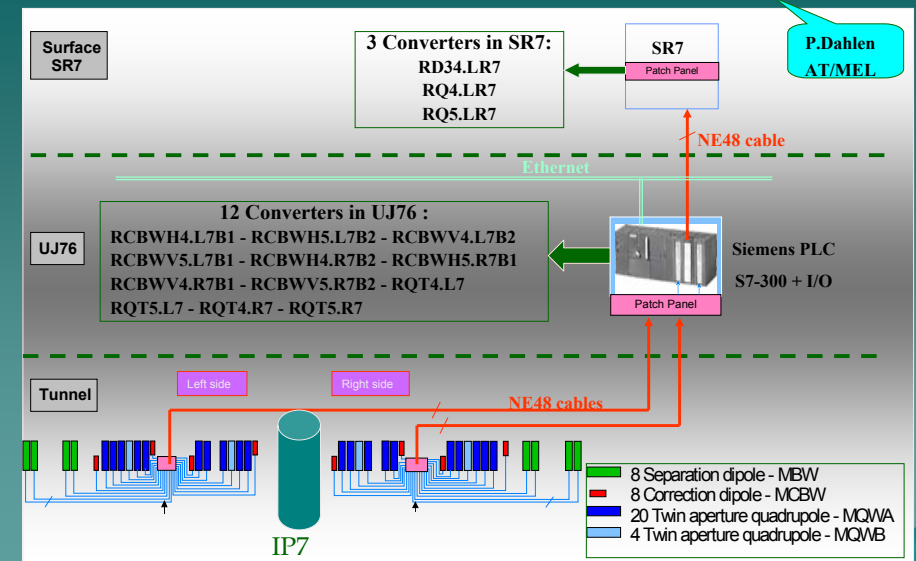 Surface
SR7
3 Converters in SR7:
RD34.LR7
RQ4.LR7
RQ5.LR7
SR7
Patch Panel
P.Dahlen
AT/MEL
NE48 cable
Ethernet
UJ76
12 Converters in UJ76 :
RCBWH4.L7B1 - RCBWH5.L7B2 - RCBWV4.L7B2
RCBWV5.L7B1 - RCBWH4.R7B2 - RCBWH5.R7B1
RCBWV4.R7B1 - RCBWV5.R7B2 - RQT4.L7
RQT5.L7 - RQT4.R7 - RQT5.R7
Siemens PLC
S7-300 + I/O
Patch Panel
Tunnel
Left side
Right side
NE48 cables
IP7
8 Separation dipole - MBW
8 Correction dipole - MCBW
20 Twin aperture quadrupole - MQWA
4 Twin aperture quadrupole - MQWB